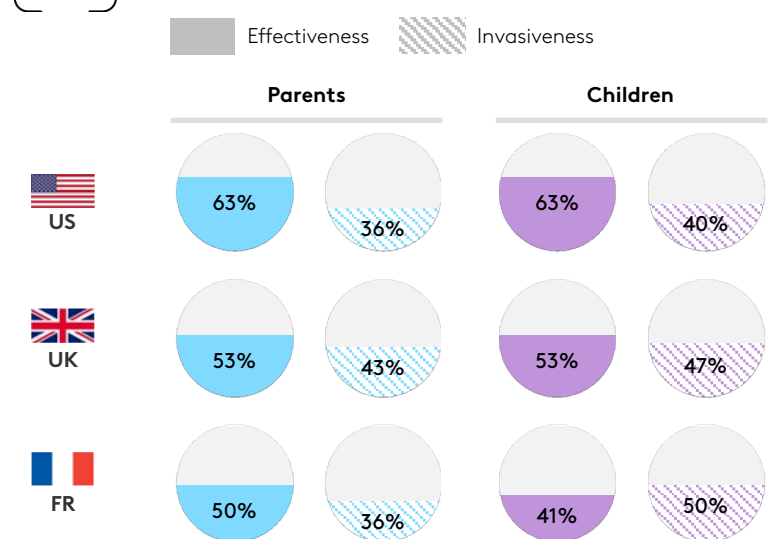 Effectiveness Invasiveness
Parents Children
US 63% 36% 63% 40%
UK 53% 43% 53% 47%
FR 50% 36% 41% 50%